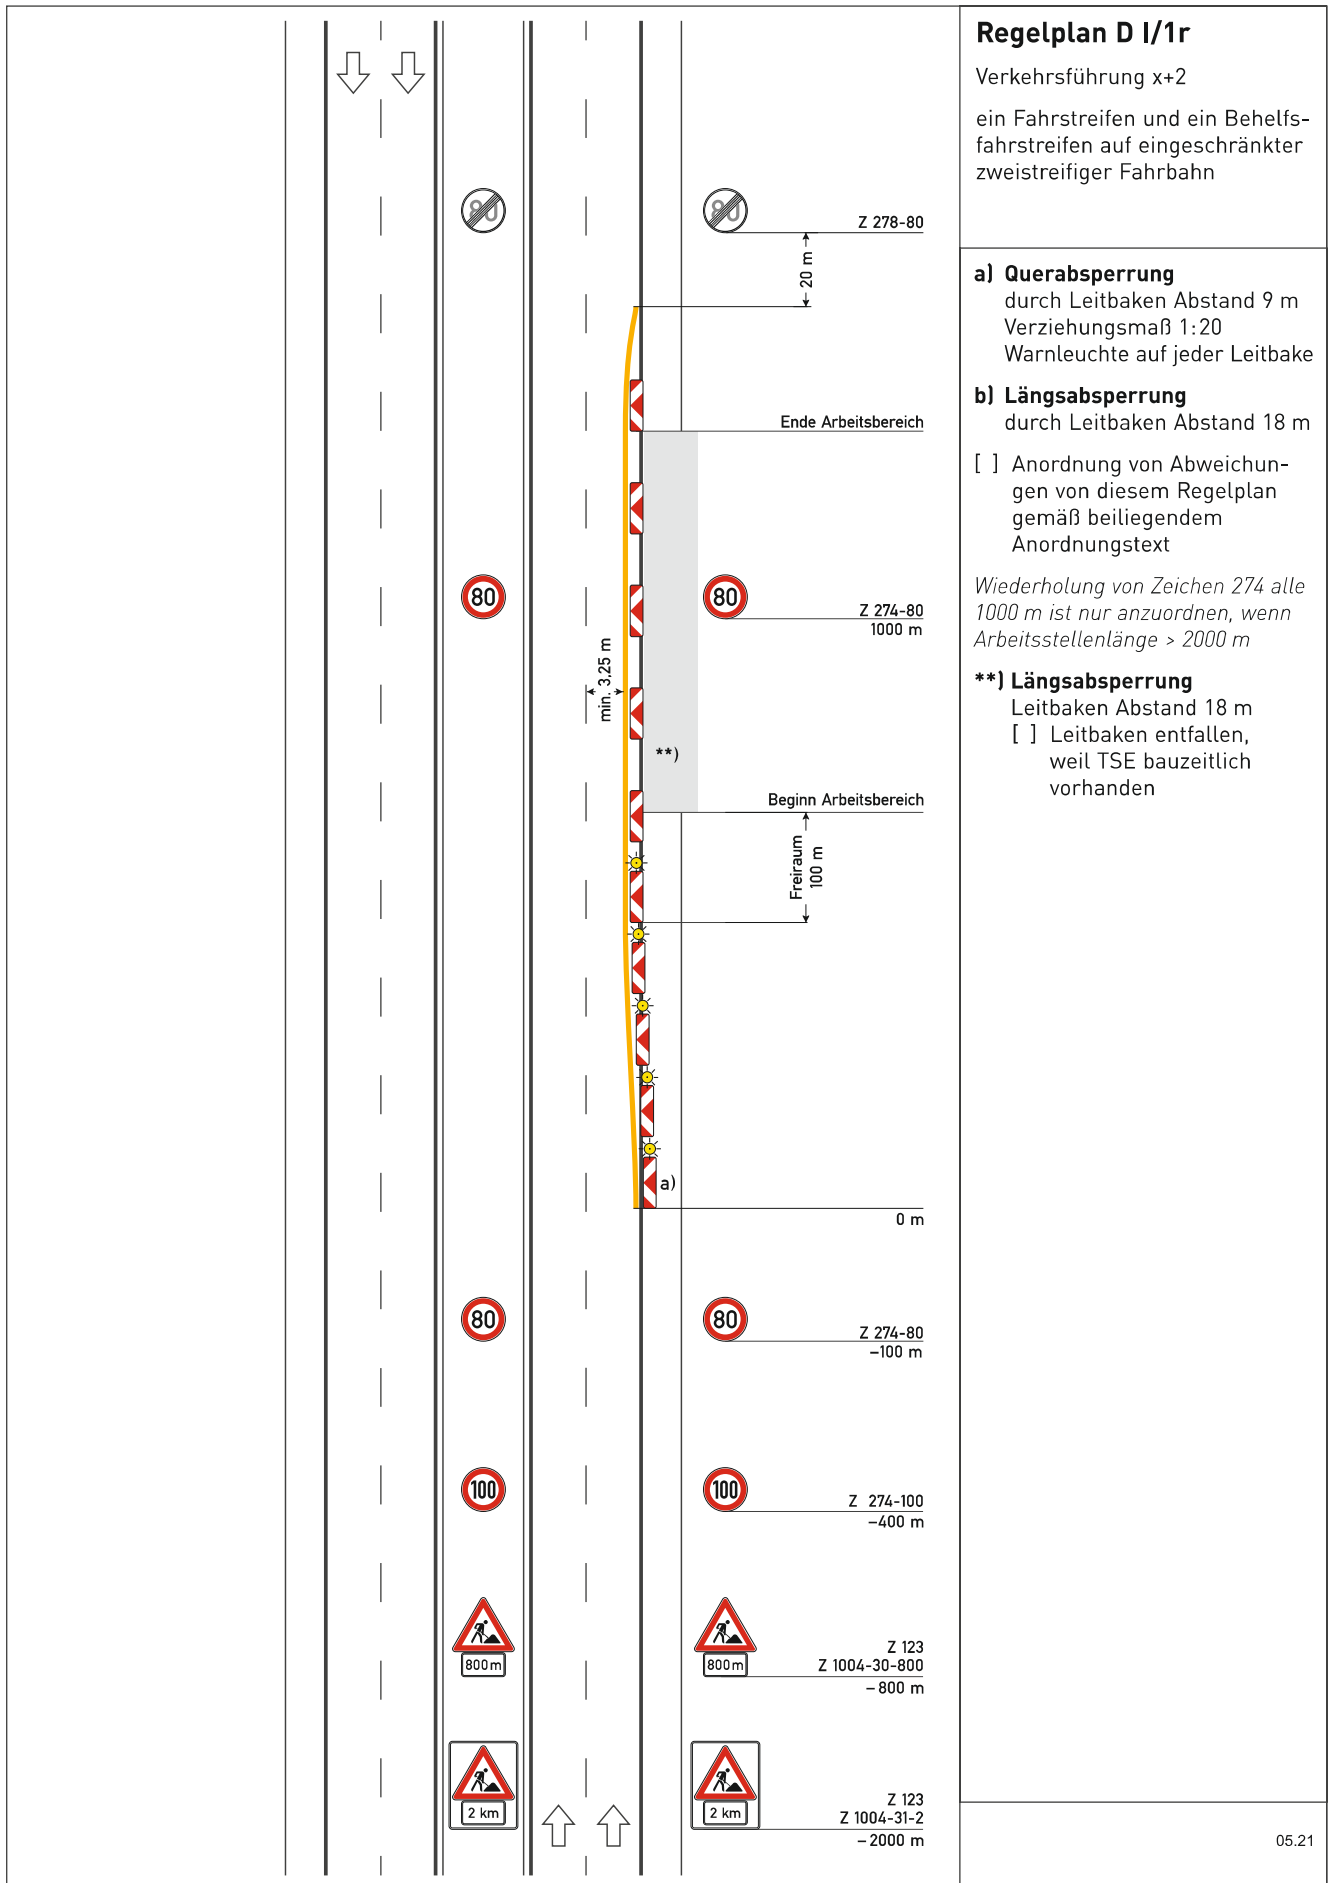 Regelplan D I/1r
Verkehrsführung x+2
ein Fahrstreifen und ein Behelfs-
fahrstreifen auf eingeschränkter
zweistreifiger Fahrbahn
a) Querabsperrung
durch Leitbaken Abstand 9 m
Verziehungsmaß 1:20
Warnleuchte auf jeder Leitbake
b) Längsabsperrung
durch Leitbaken Abstand 18 m
[ ] Anordnung von Abweichun-
gen von diesem Regelplan
gemäß beiliegendem
Anordnungstext
Wiederholung von Zeichen 274 alle
1000 m ist nur anzuordnen, wenn
Arbeitsstellenlänge > 2000 m
**) Längsabsperrung
Leitbaken Abstand 18 m
[ ] Leitbaken entfallen,
weil TSE bauzeitlich
vorhanden
80 80
Z 278-80
20 m
Ende Arbeitsbereich
80 80
Z 274-80
1000 m
min. 3,25 m
**)
Beginn Arbeitsbereich
Freiraum
100 m
a)
0 m
80 80
Z 274-80
–100 m
100 100
Z 274-100
–400 m
800 m 800 m
Z 123
Z 1004-30-800
–800 m
2 km 2 km
Z 123
Z 1004-31-2
–2000 m
05.21